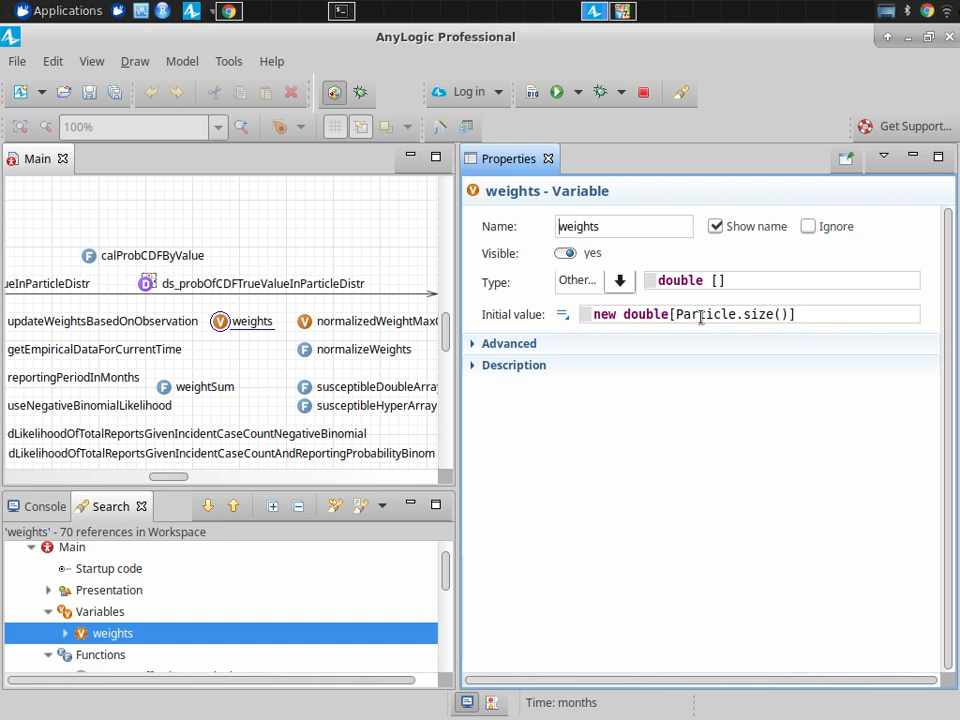 Applications
AnyLogic Professional
File Edit View Draw Model Tools Help
Log in
100%
Get Support...
Main
calProbCDFByValue
ueInParticleDistr ds_probOfCDFTrueValueInParticleDistr
updateWeightsBasedOnObservation weights normalizedWeightMax
getEmpiricalDataForCurrentTime normalizeWeights
reportingPeriodInMonths
weightSum susceptibleDoubleArray
useNegativeBinomialLikelihood susceptibleHyperArray
dLikelihoodOfTotalReportsGivenIncidentCaseCountNegativeBinomial
dLikelihoodOfTotalReportsGivenIncidentCaseCountAndReportingProbabilityBinom
Console Search
'weights' - 70 references in Workspace
Main
Startup code
Presentation
Variables
weights
Functions
Properties
weights - Variable
Name: weights Show name Ignore
Visible: yes
Type: Other... double []
Initial value: new double[Particle.size()]
Advanced
Description
Time: months